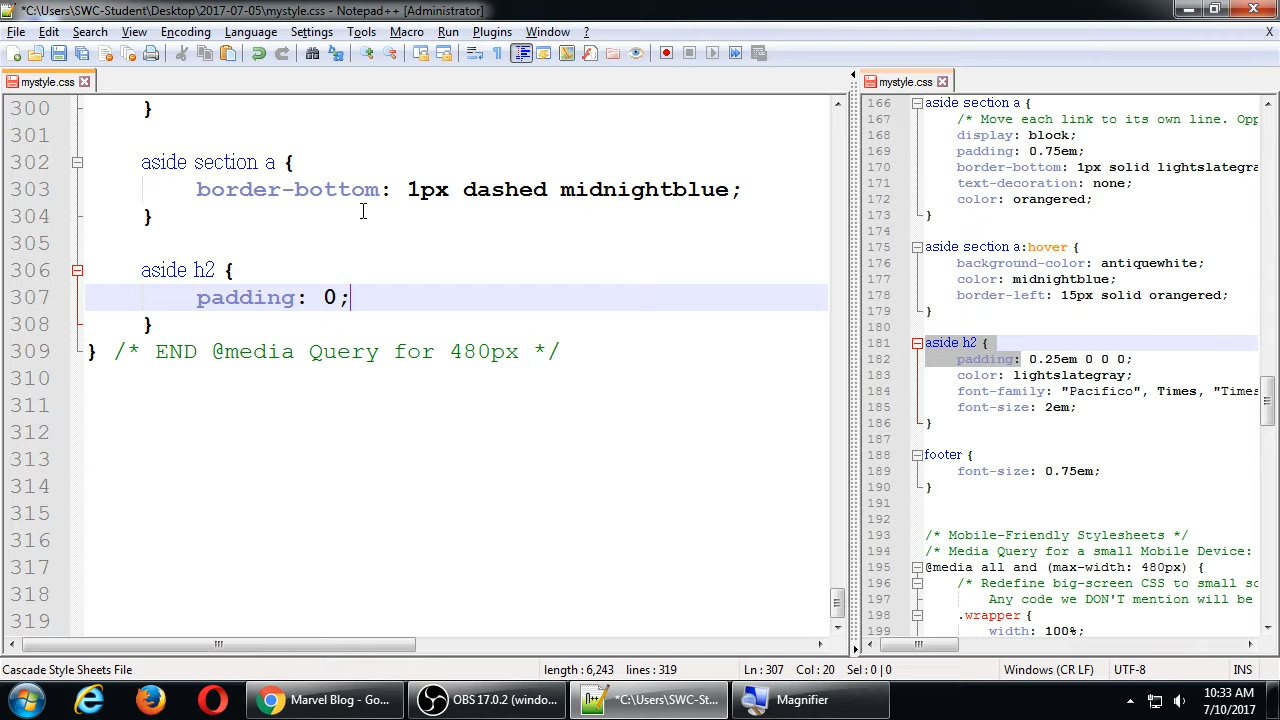 *C:\Users\SWC-Student\Desktop\2017-07-05\mystyle.css - Notepad++ [Administrator]
File Edit Search View Encoding Language Settings Tools Macro Run Plugins Window ? X
mystyle.css
300 }
301
302 aside section a {
303 border-bottom: 1px dashed midnightblue;
304 }
305
306 aside h2 {
307 padding: 0;
308 }
309 } /* END @media Query for 480px */
310
311
312
313
314
315
316
317
318
319
mystyle.css
166 aside section a {
167 /* Move each link to its own line. Opp
168 display: block;
169 padding: 0.75em;
170 border-bottom: 1px solid lightslategra
171 text-decoration: none;
172 color: orangered;
173 }
174
175 aside section a:hover {
176 background-color: antiquewhite;
177 color: midnightblue;
178 border-left: 15px solid orangered;
179 }
180
181 aside h2 {
182 padding: 0.25em 0 0 0;
183 color: lightslategray;
184 font-family: "Pacifico", Times, "Times
185 font-size: 2em;
186 }
187
188 footer {
189 font-size: 0.75em;
190 }
191
192
193 /* Mobile-Friendly Stylesheets */
194 /* Media Query for a small Mobile Device:
195 @media all and (max-width: 480px) {
196 /* Redefine big-screen CSS to small sc
197 Any code we DON'T mention will be
198 .wrapper {
199 width: 100%;
Cascade Style Sheets File length : 6,243 lines : 319 Ln : 307 Col : 20 Sel : 0 | 0 Windows (CR LF) UTF-8 INS
Marvel Blog - Go... OBS 17.0.2 (windo... *C:\Users\SWC-St... Magnifier
10:33 AM
7/10/2017